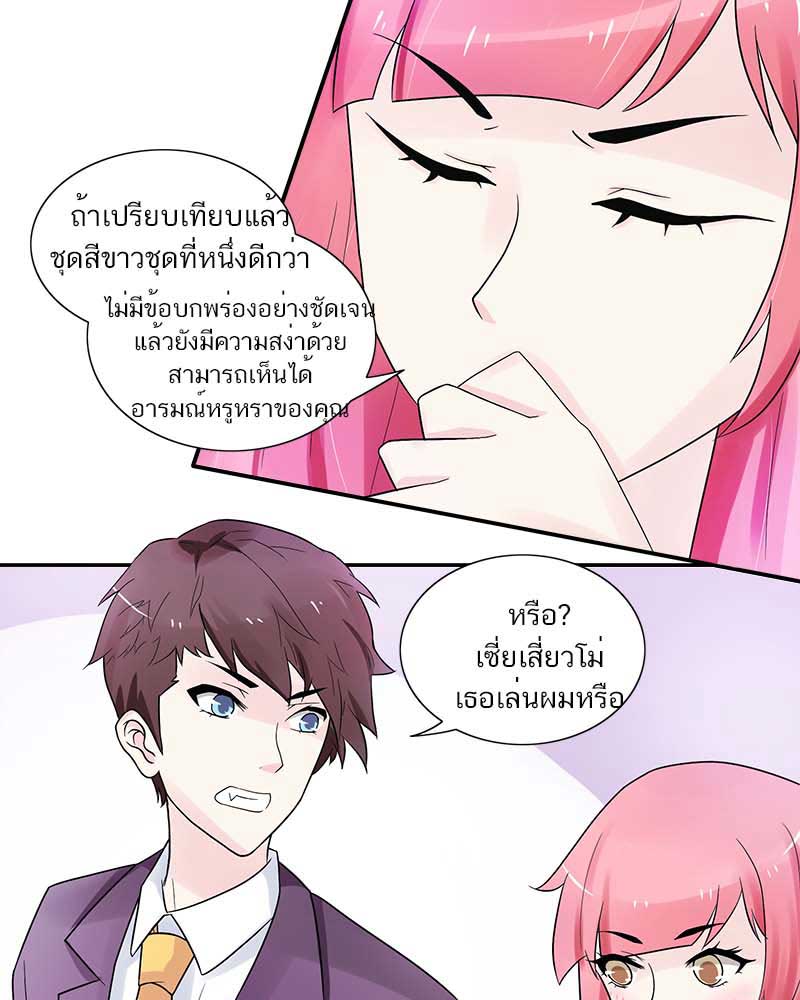 ถ้าเปรียบเทียบแล้ว
ชุดสีขาวชุดที่หนึ่งดีกว่า
ไม่มีข้อบกพร่องอย่างชัดเจน
แล้วยังมีความสง่าด้วย
สามารถเห็นได้
อารมณ์หรูหราของคุณ
หรือ?
เซี่ยเสี่ยวโม่
เธอเล่นผมหรือ